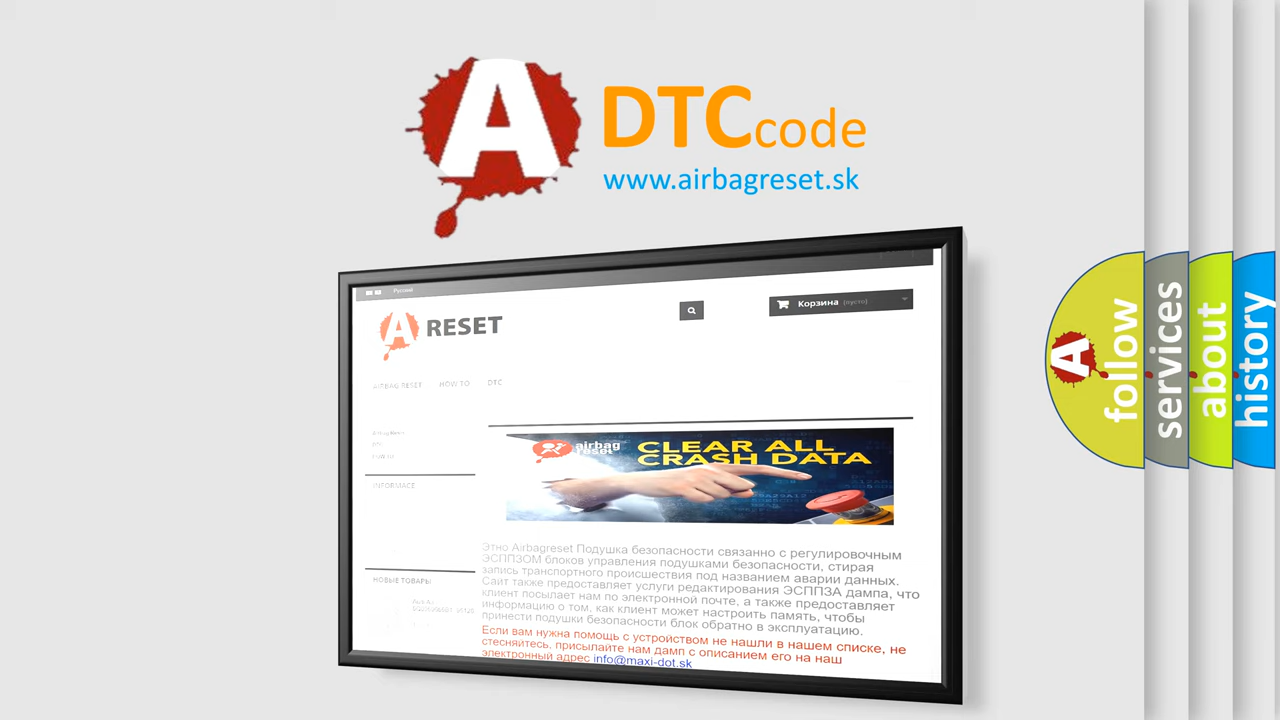 A DTCcode
www.airbagreset.sk
Русский
A RESET
Корзина (пусто)
AIRBAG RESET HOW TO DTC
Airbag Reset
DTC
INFORMACE
airbag
reset
CLEAR ALL
CRASH DATA
Этно Airbagreset Подушка безопасности связанно с регулировочным
ЭСППЗОМ блоков управления подушками безопасности, стирая
запись транспортного происшествия под названием аварии данных.
Сайт также предоставляет услуги редактирования ЭСППЗА дампа, что
клиент посылает нам по электронной почте, а также предоставляет
информацию о том, как клиент может настроить память, чтобы
принести подушки безопасности блок обратно в эксплуатацию.
Если вам нужна помощь с устройством не нашли в нашем списке, не
стесняйтесь, присылайте нам дамп с описанием его на наш
электронный адрес info@maxi-dot.sk
НОВЫЕ ТОВАРЫ
A follow
services
about
history